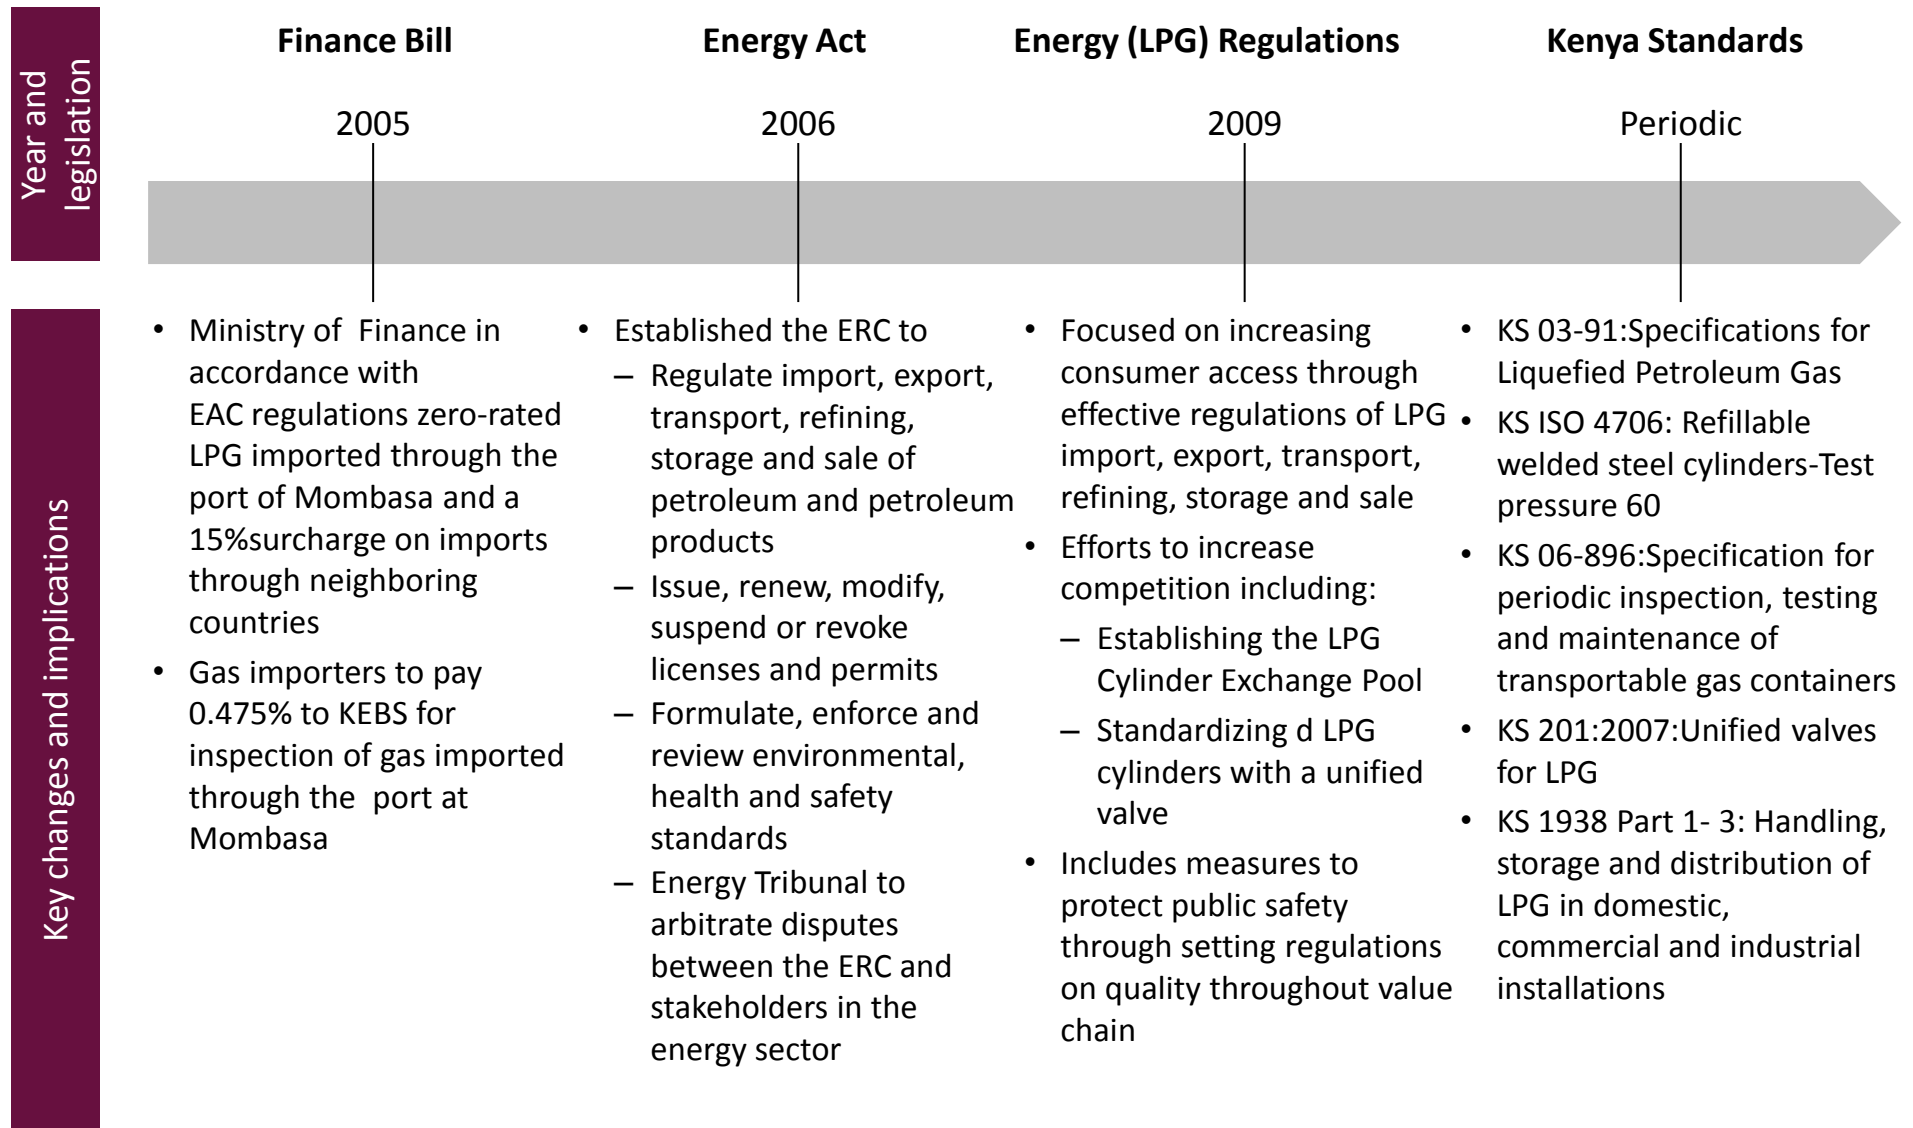 Year and
legislation
Finance Bill
2005
Energy Act
2006
Energy (LPG) Regulations
2009
Kenya Standards
Periodic
Key changes and implications
• Ministry of  Finance in
accordance with
EAC regulations zero-rated
LPG imported through the
port of Mombasa and a
15%surcharge on imports
through neighboring
countries
• Gas importers to pay
0.475% to KEBS for
inspection of gas imported
through the  port at
Mombasa
• Established the ERC to
– Regulate import, export,
transport, refining,
storage and sale of
petroleum and petroleum
products
– Issue, renew, modify,
suspend or revoke
licenses and permits
– Formulate, enforce and
review environmental,
health and safety
standards
– Energy Tribunal to
arbitrate disputes
between the ERC and
stakeholders in the
energy sector
• Focused on increasing
consumer access through
effective regulations of LPG
import, export, transport,
refining, storage and sale
• Efforts to increase
competition including:
– Establishing the LPG
Cylinder Exchange Pool
– Standardizing d LPG
cylinders with a unified
valve
• Includes measures to
protect public safety
through setting regulations
on quality throughout value
chain
• KS 03-91:Specifications for
Liquefied Petroleum Gas
• KS ISO 4706: Refillable
welded steel cylinders-Test
pressure 60
• KS 06-896:Specification for
periodic inspection, testing
and maintenance of
transportable gas containers
• KS 201:2007:Unified valves
for LPG
• KS 1938 Part 1- 3: Handling,
storage and distribution of
LPG in domestic,
commercial and industrial
installations